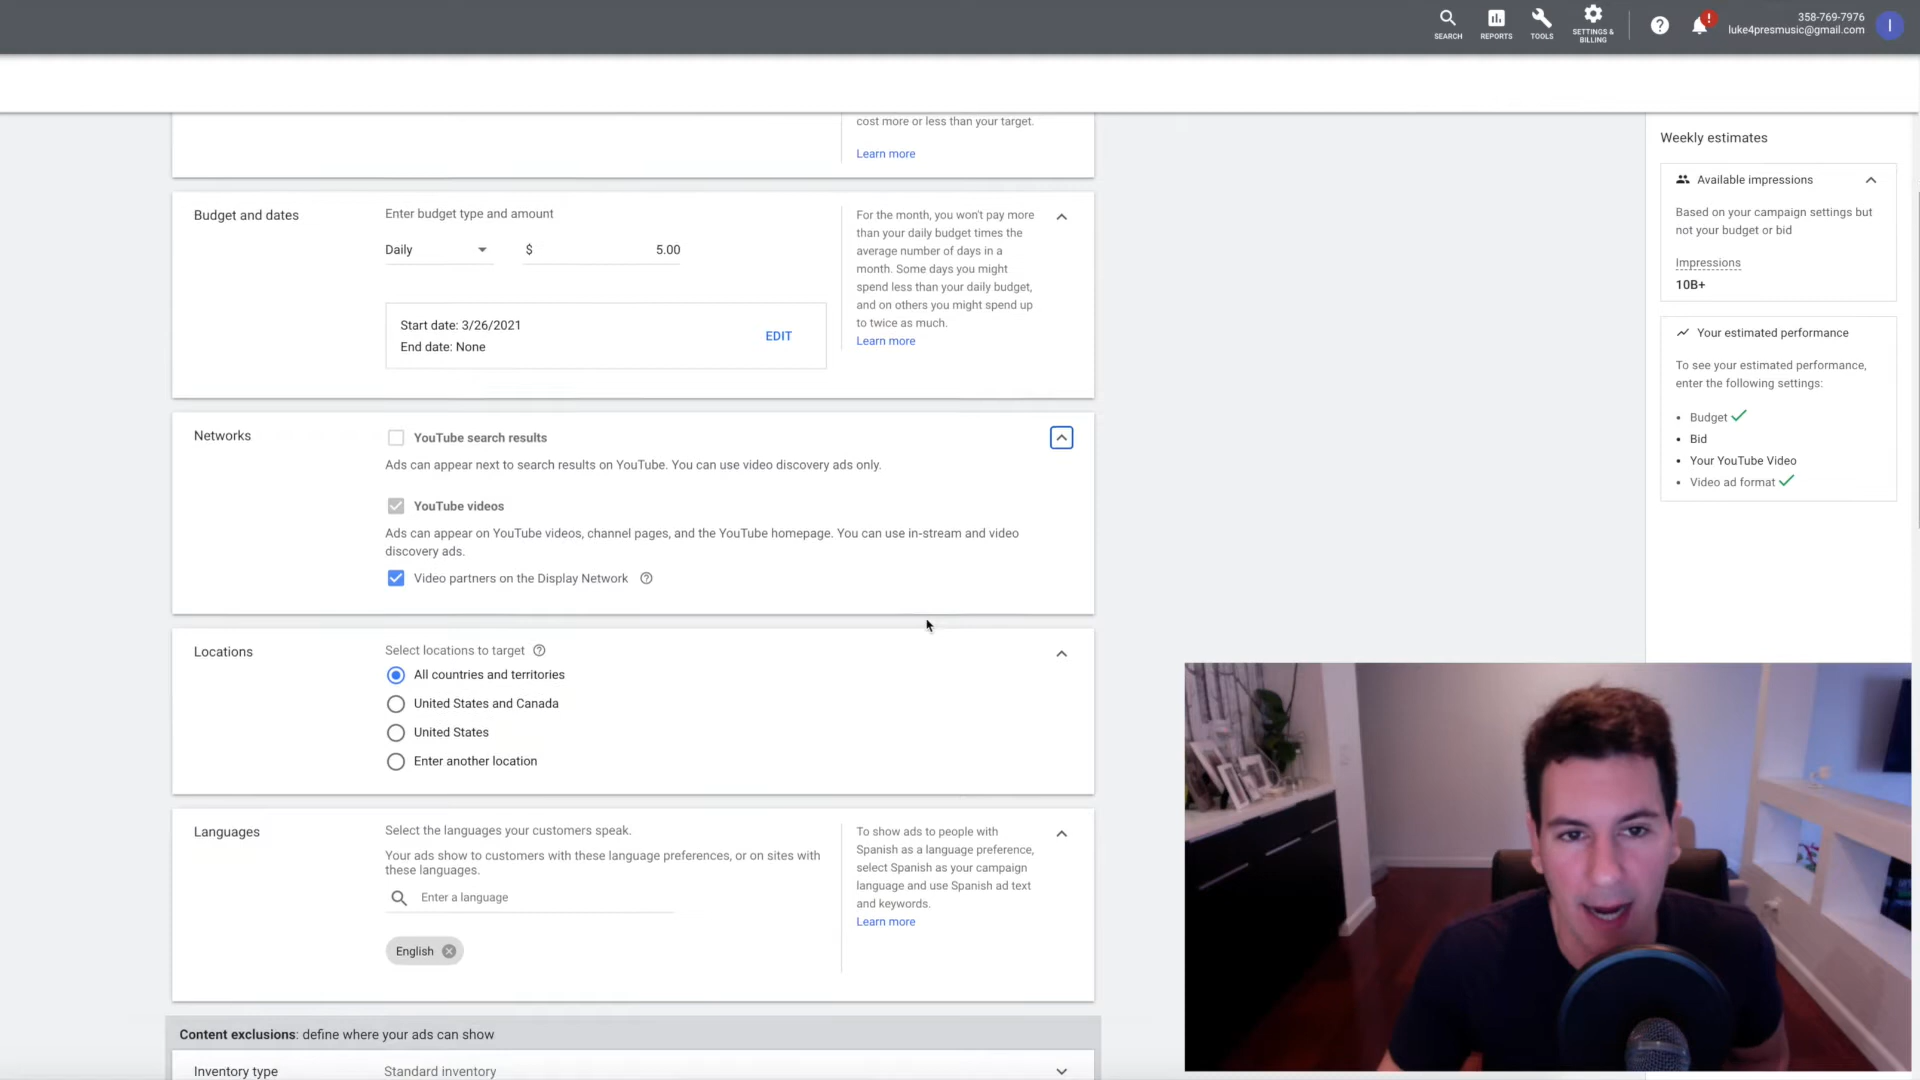 SEARCH
REPORTS
TOOLS
SETTINGS &
BILLING
!
358-769-7976
luke4presmusic@gmail.com
I
cost more or less than your target.
Learn more
Budget and dates
Enter budget type and amount
Daily
$
5.00
Start date: 3/26/2021
End date: None
EDIT
For the month, you won't pay more
than your daily budget times the
average number of days in a
month. Some days you might
spend less than your daily budget,
and on others you might spend up
to twice as much.
Learn more
Networks
YouTube search results
Ads can appear next to search results on YouTube. You can use video discovery ads only.
YouTube videos
Ads can appear on YouTube videos, channel pages, and the YouTube homepage. You can use in-stream and video
discovery ads.
Video partners on the Display Network
Locations
Select locations to target
All countries and territories
United States and Canada
United States
Enter another location
Languages
Select the languages your customers speak.
Your ads show to customers with these language preferences, or on sites with
these languages.
Enter a language
English
To show ads to people with
Spanish as a language preference,
select Spanish as your campaign
language and use Spanish ad text
and keywords.
Learn more
Content exclusions: define where your ads can show
Inventory type
Standard inventory
Weekly estimates
Available impressions
Based on your campaign settings but
not your budget or bid
Impressions
10B+
Your estimated performance
To see your estimated performance,
enter the following settings:
• Budget
• Bid
• Your YouTube Video
• Video ad format